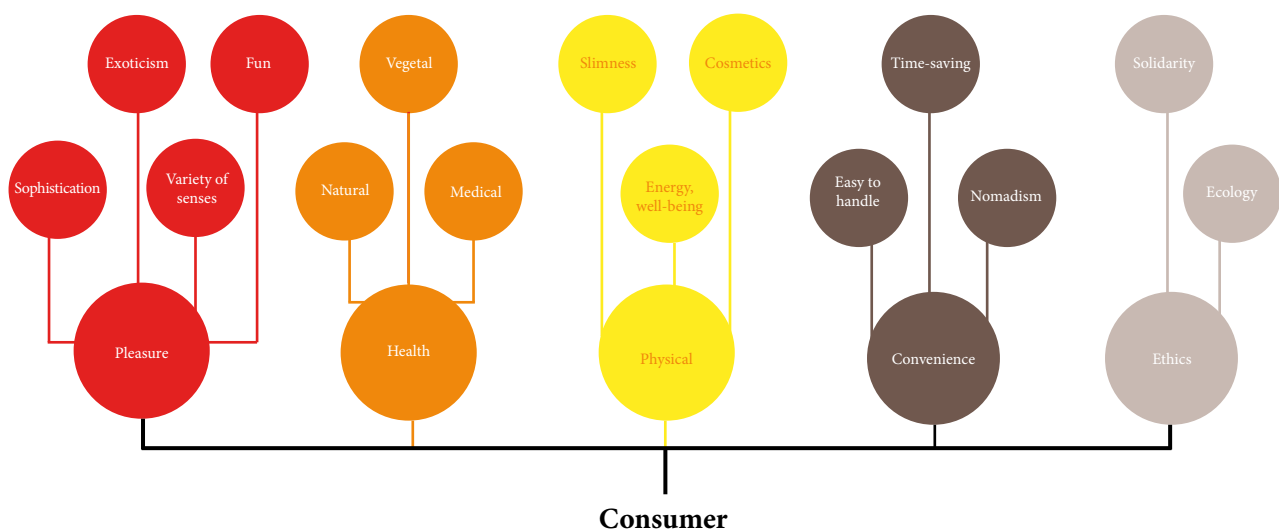 Exoticism
Fun
Vegetal
Slimness
Cosmetics
Time-saving
Solidarity
Sophistication
Variety of
senses
Natural
Medical
Energy,
well-being
Easy to
handle
Nomadism
Ecology
Pleasure
Health
Physical
Convenience
Ethics
Consumer